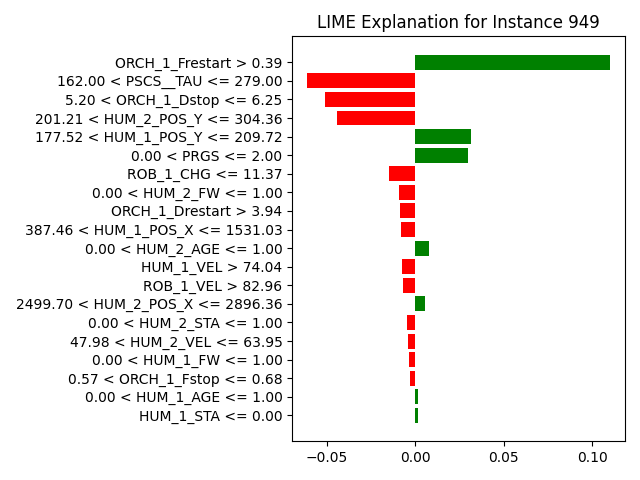 LIME Explanation for Instance 949
ORCH_1_Frestart > 0.39
162.00 < PSCS__TAU <= 279.00
5.20 < ORCH_1_Dstop <= 6.25
201.21 < HUM_2_POS_Y <= 304.36
177.52 < HUM_1_POS_Y <= 209.72
0.00 < PRGS <= 2.00
ROB_1_CHG <= 11.37
0.00 < HUM_2_FW <= 1.00
ORCH_1_Drestart > 3.94
387.46 < HUM_1_POS_X <= 1531.03
0.00 < HUM_2_AGE <= 1.00
HUM_1_VEL > 74.04
ROB_1_VEL > 82.96
2499.70 < HUM_2_POS_X <= 2896.36
0.00 < HUM_2_STA <= 1.00
47.98 < HUM_2_VEL <= 63.95
0.00 < HUM_1_FW <= 1.00
0.57 < ORCH_1_Fstop <= 0.68
0.00 < HUM_1_AGE <= 1.00
HUM_1_STA <= 0.00
−0.05 0.00 0.05 0.10